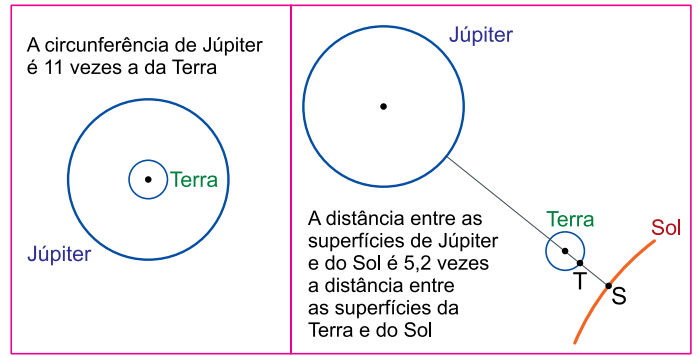 A circunferência de Júpiter
é 11 vezes a da Terra
Terra
Júpiter
Júpiter
A distância entre as
superfícies de Júpiter
e do Sol é 5,2 vezes
a distância entre
as superfícies da
Terra e do Sol
Terra
Sol
T
S